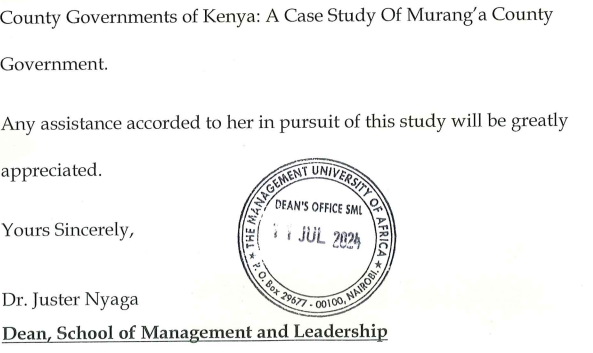 County Governments of Kenya: A Case Study Of Murang'a County
Government.
Any assistance accorded to her in pursuit of this study will be greatly
appreciated.
Yours Sincerely,
THE MANAGEMENT UNIVERSITY OF AFRICA
DEAN'S OFFICE SML
JUL 2024
P. O. Box 29677 - 00100, NAIROBI.
Dr. Juster Nyaga
Dean, School of Management and Leadership